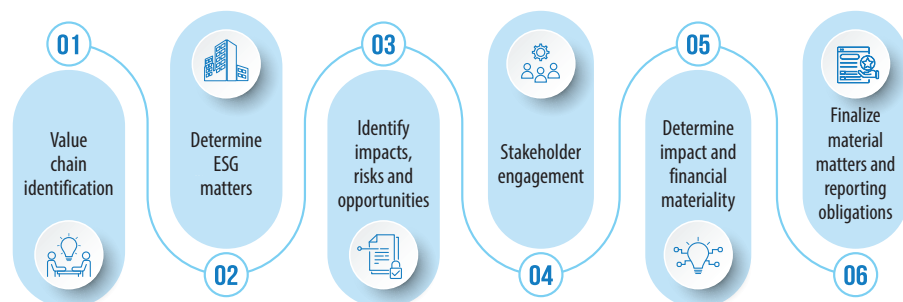 01
Value
chain
identification
Determine
ESG
matters
02
03
Identify
impacts,
risks and
opportunities
Stakeholder
engagement
04
05
Determine
impact and
financial
materiality
Finalize
material
matters and
reporting
obligations
06